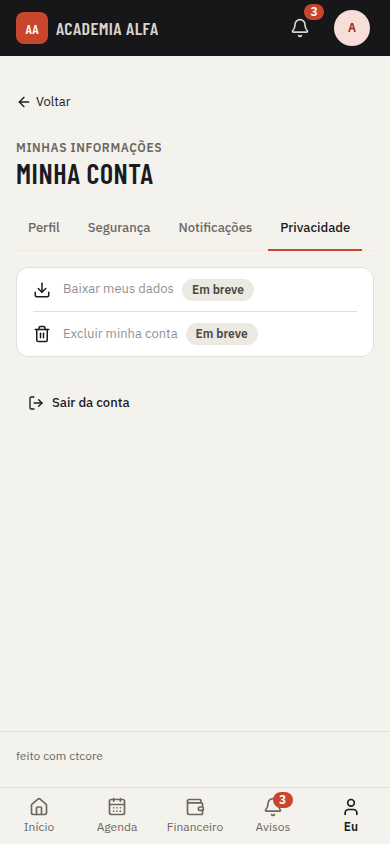 AA ACADEMIA ALFA 3 A
Voltar
MINHAS INFORMAÇÕES
MINHA CONTA
Perfil Segurança Notificações Privacidade
Baixar meus dados Em breve
Excluir minha conta Em breve
Sair da conta
feito com ctcore
3
Início Agenda Financeiro Avisos Eu